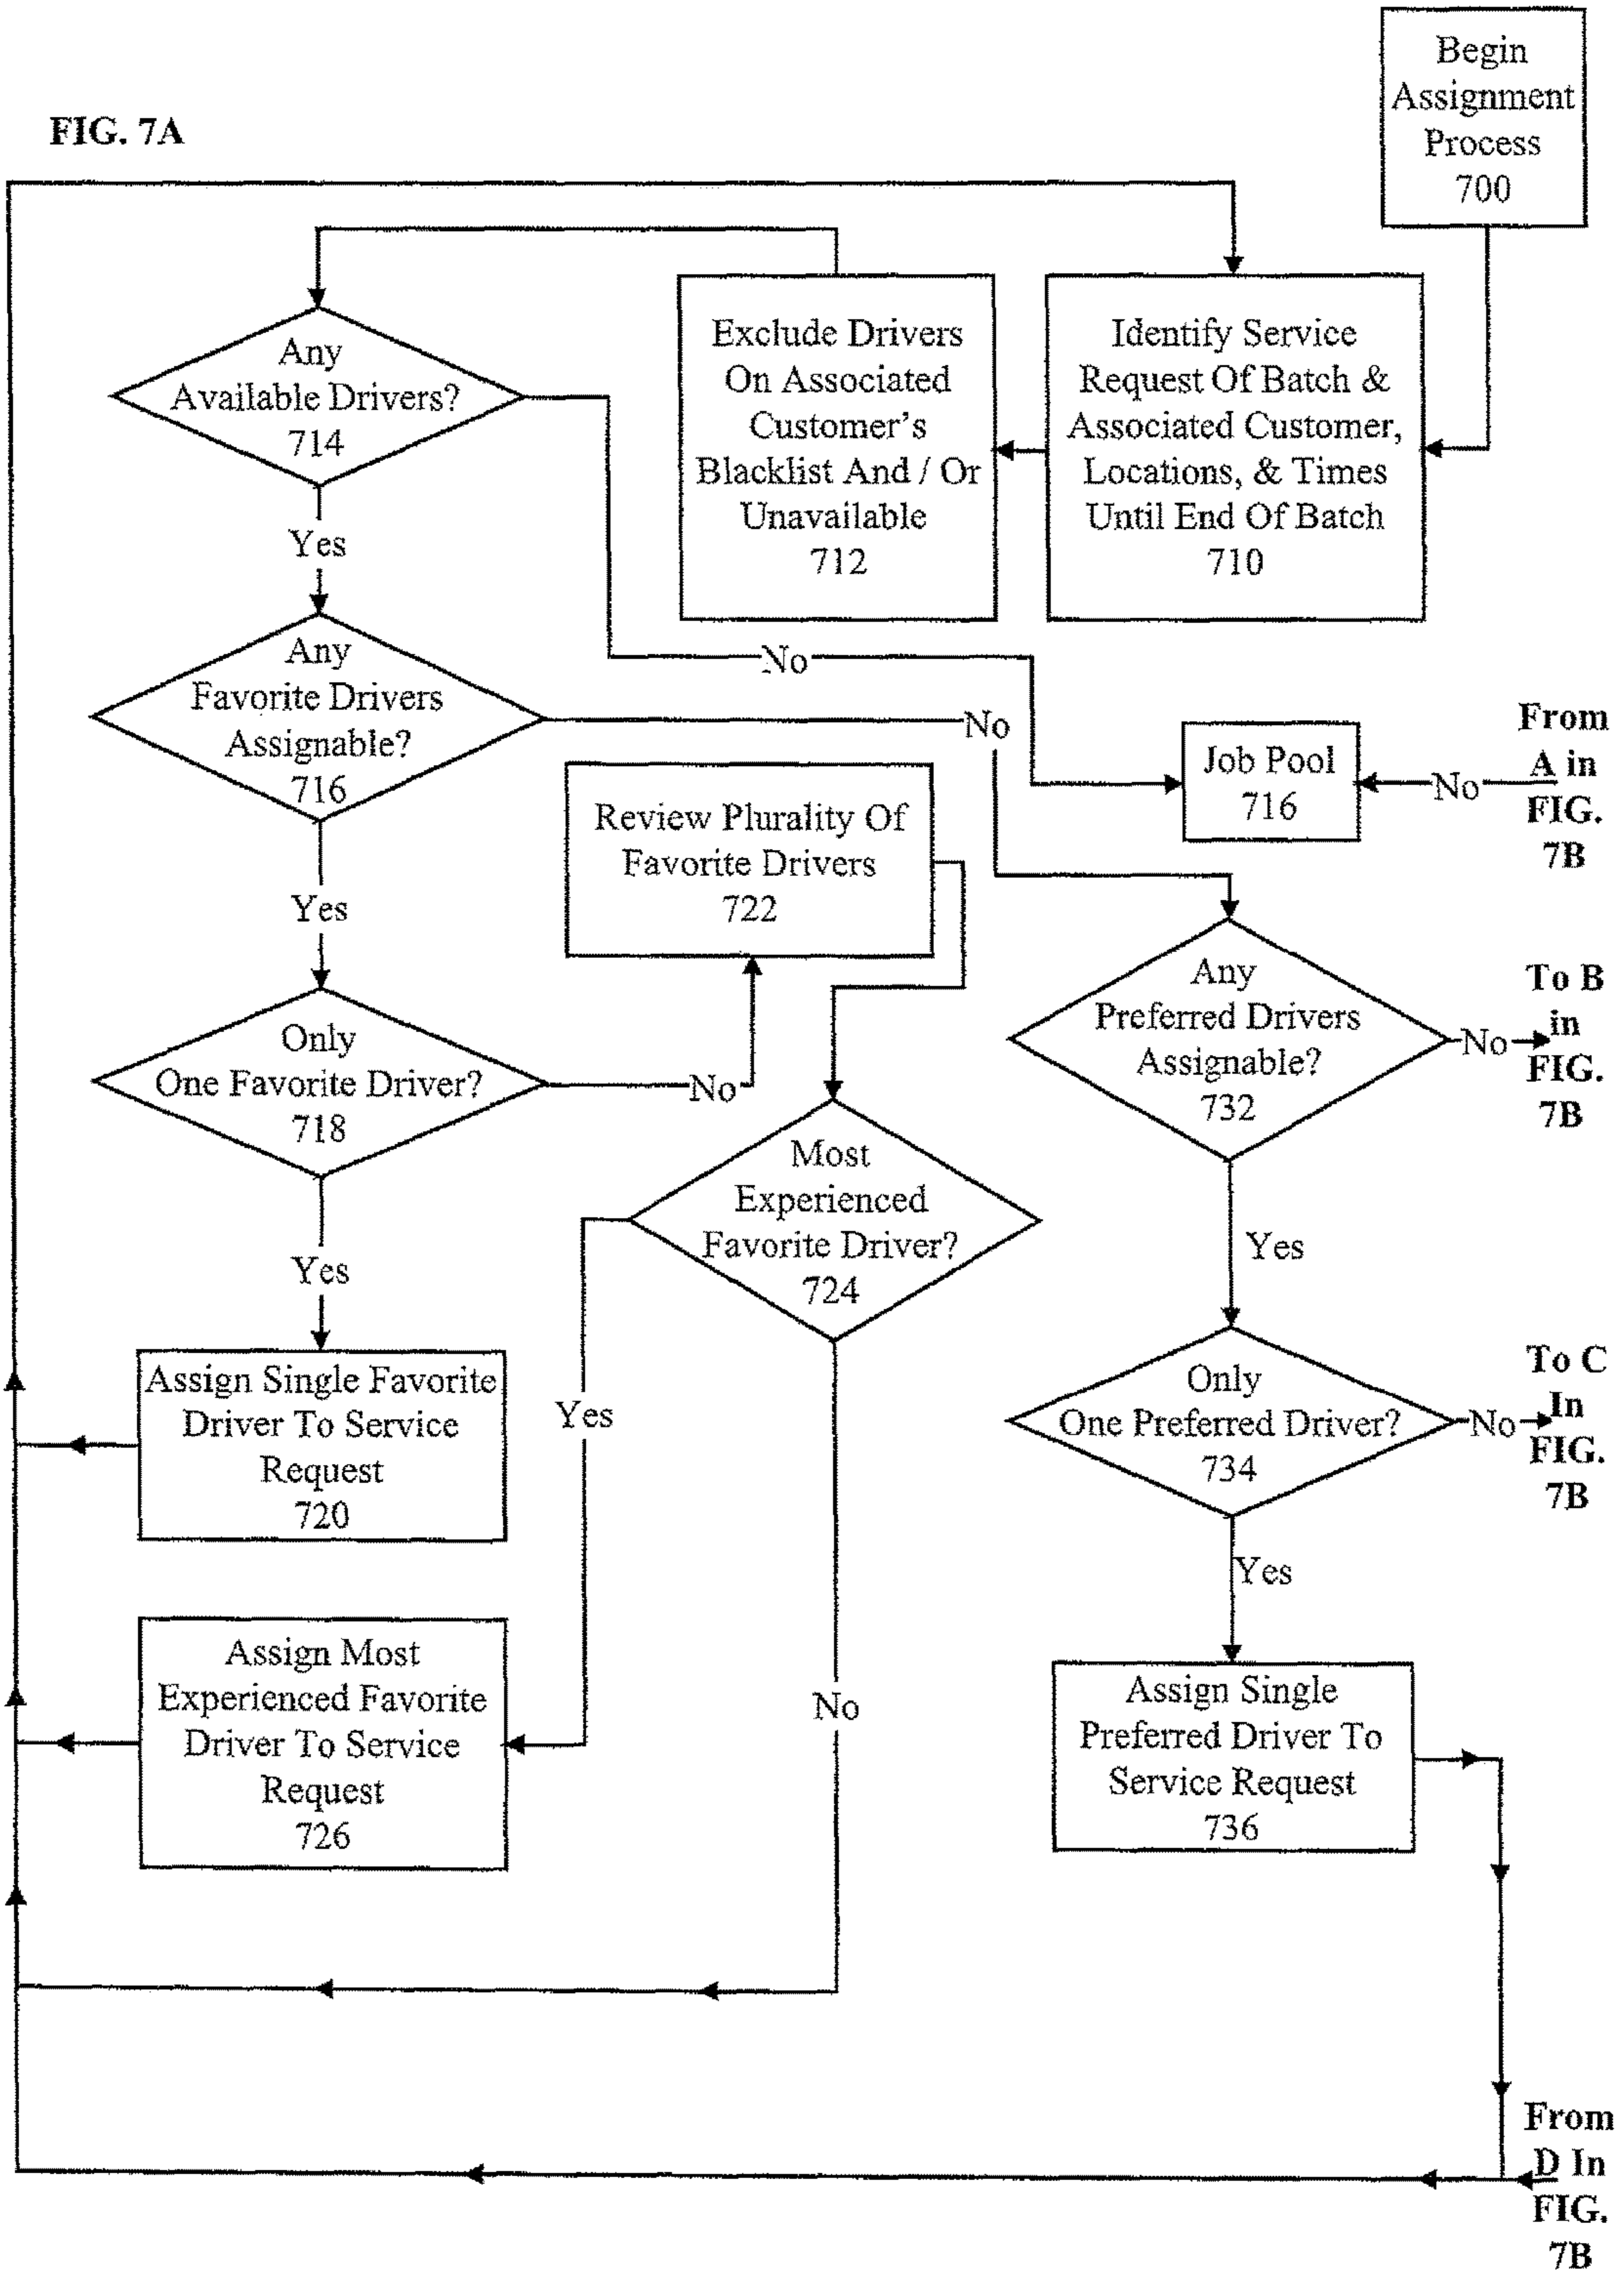 FIG. 7A
Begin
Assignment
Process
700
Identify Service
Request Of Batch &
Associated Customer,
Locations, & Times
Until End Of Batch
710
Exclude Drivers
On Associated
Customer's
Blacklist And / Or
Unavailable
712
Any
Available Drivers?
714
Yes
No
Any
Favorite Drivers
Assignable?
716
No
Yes
Job Pool
716
No
From
A in
FIG.
7B
Review Plurality Of
Favorite Drivers
722
Only
One Favorite Driver?
718
No
Yes
Any
Preferred Drivers
Assignable?
732
No
To B
in
FIG.
7B
Yes
Most
Experienced
Favorite Driver?
724
Yes
No
Assign Single Favorite
Driver To Service
Request
720
Only
One Preferred Driver?
734
No
To C
In
FIG.
7B
Yes
Assign Most
Experienced Favorite
Driver To Service
Request
726
Assign Single
Preferred Driver To
Service Request
736
From
D In
FIG.
7B